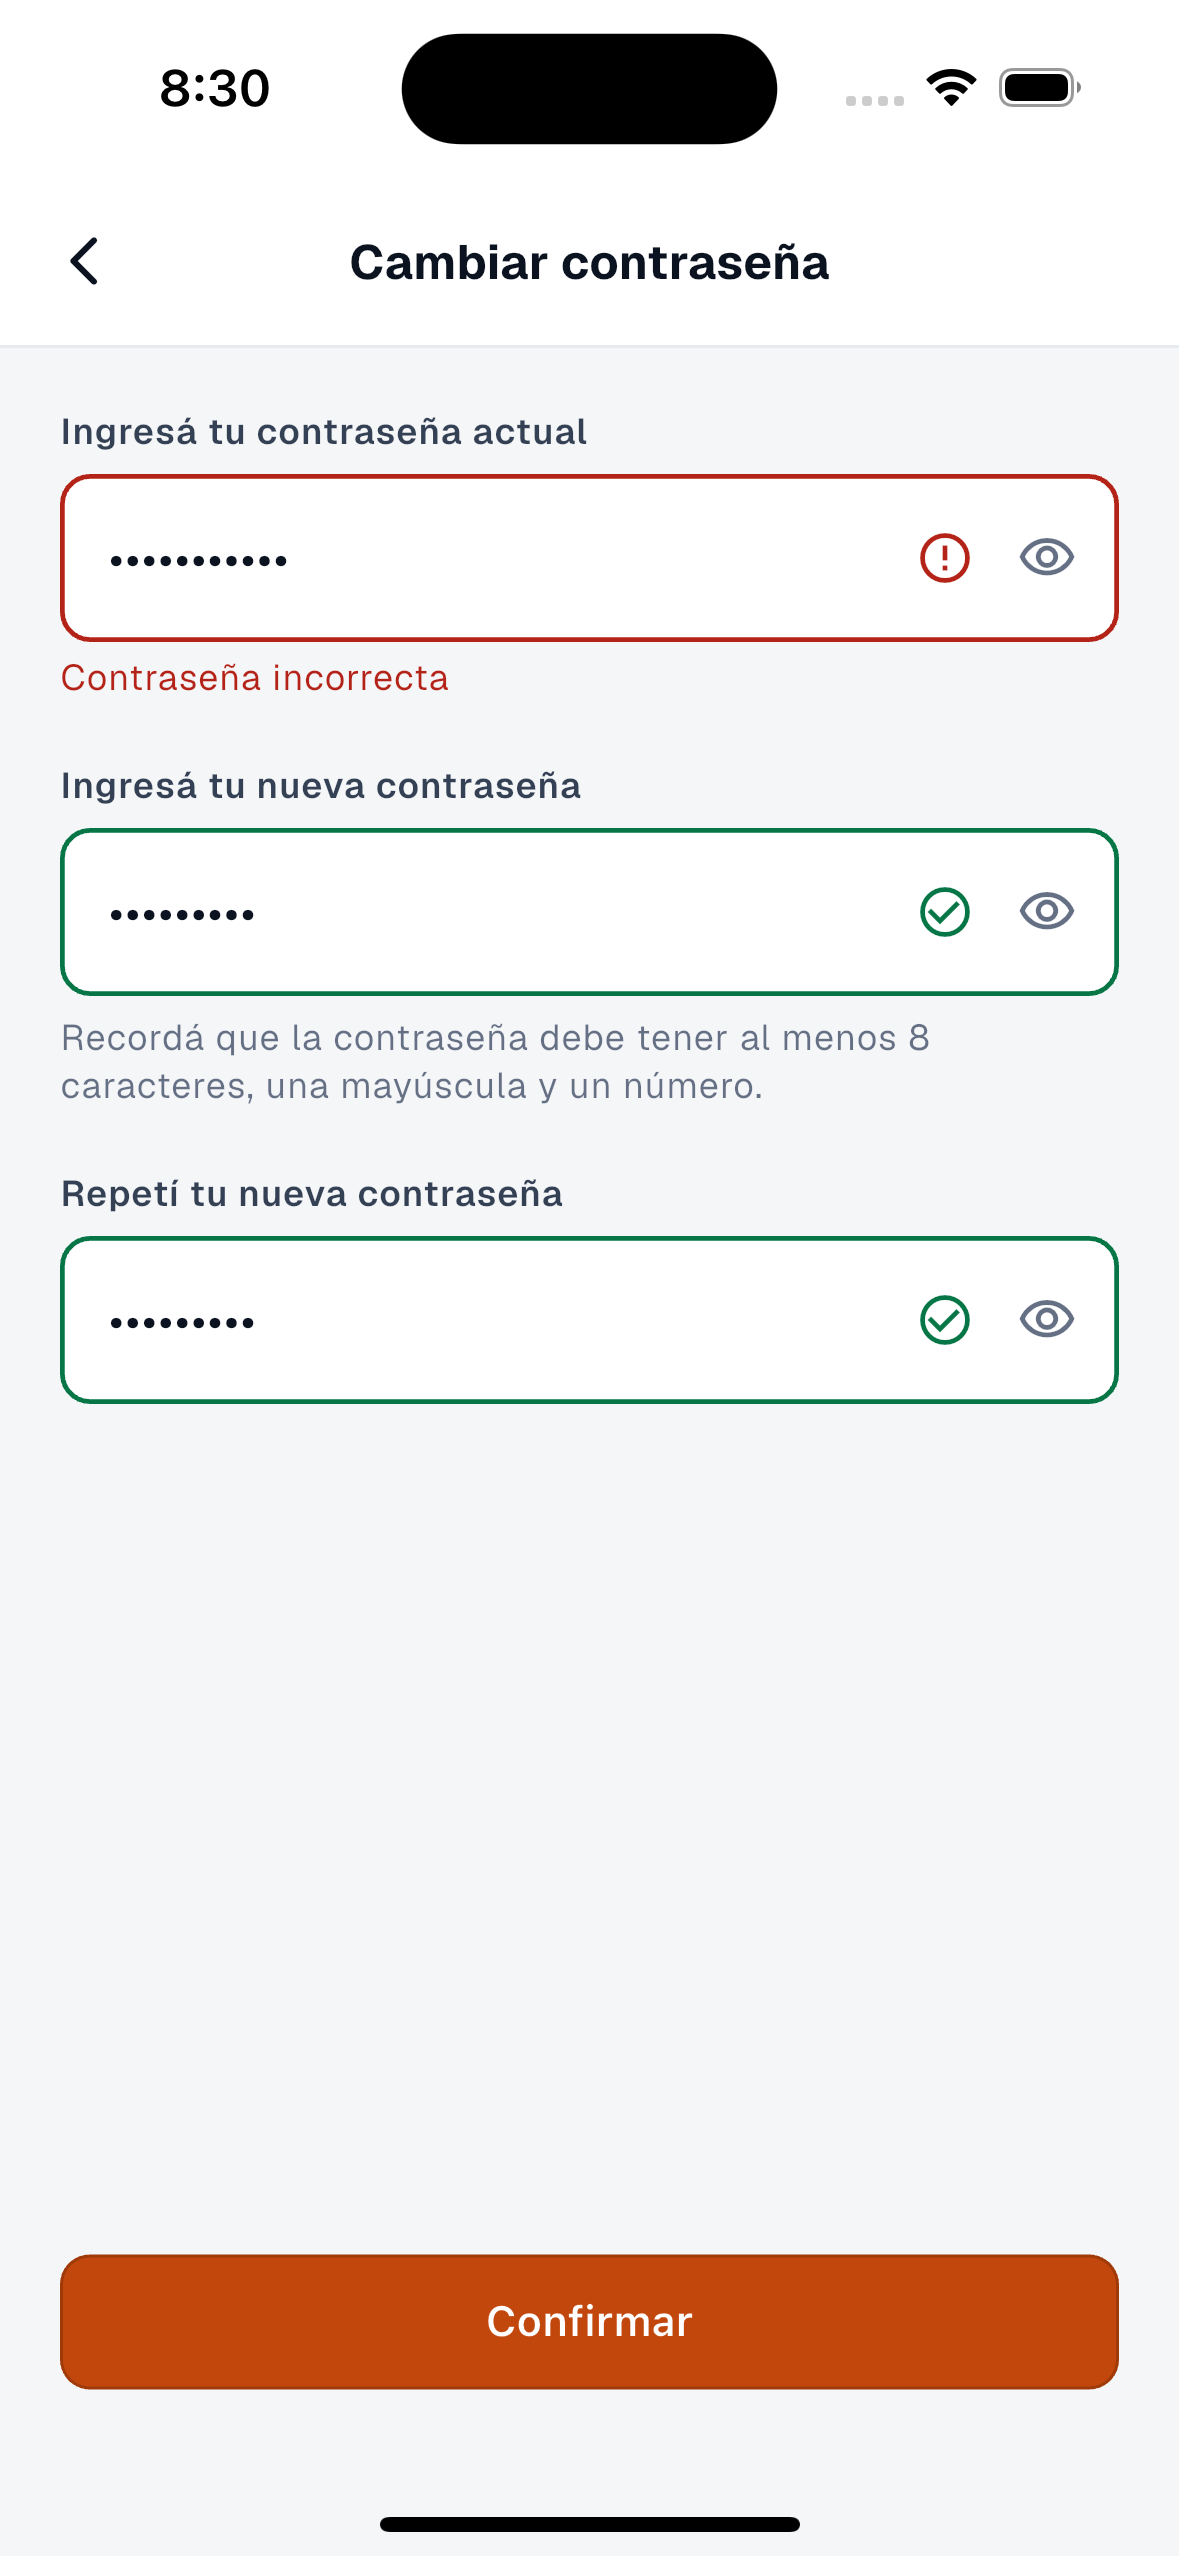 8:30
Cambiar contraseña
Ingresá tu contraseña actual
•••••••••••
Contraseña incorrecta
Ingresá tu nueva contraseña
•••••••••
Recordá que la contraseña debe tener al menos 8
caracteres, una mayúscula y un número.
Repetí tu nueva contraseña
•••••••••
Confirmar